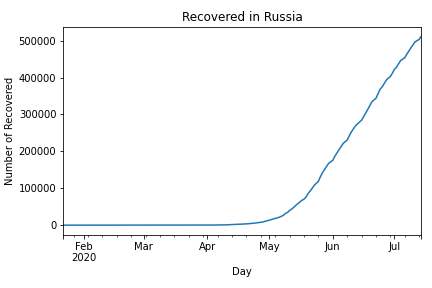 Recovered in Russia
Number of Recovered
500000
400000
300000
200000
100000
0
Feb Mar Apr May Jun Jul
2020
Day